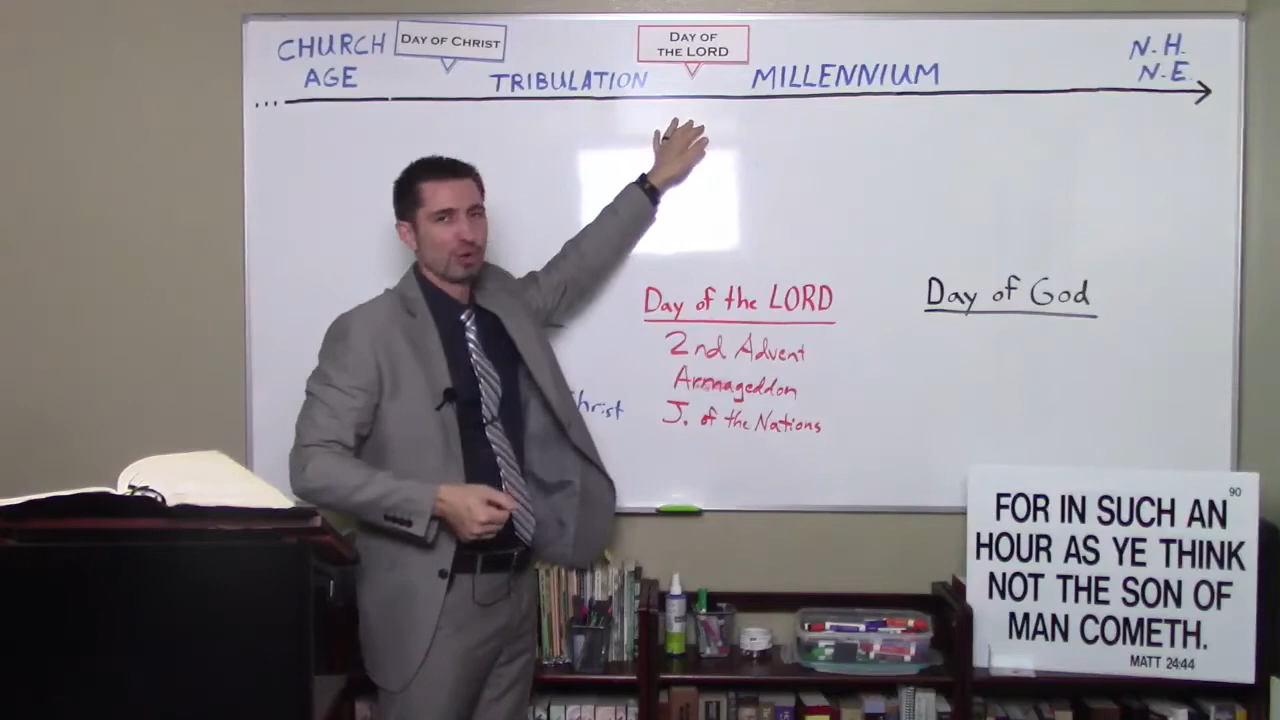 CHURCH
AGE
DAY OF CHRIST
TRIBULATION
DAY OF
THE LORD
MILLENNIUM
N.H.
N.E.
...
Day of the LORD
2nd Advent
Armageddon
J. of the Nations
Christ
Day of God
90
FOR IN SUCH AN
HOUR AS YE THINK
NOT THE SON OF
MAN COMETH.
MATT 24:44